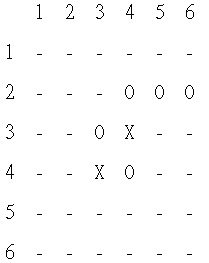 1 2 3 4 5 6
1 - - - - - -
2 - - - O O O
3 - - O X - -
4 - - X O - -
5 - - - - - -
6 - - - - - -